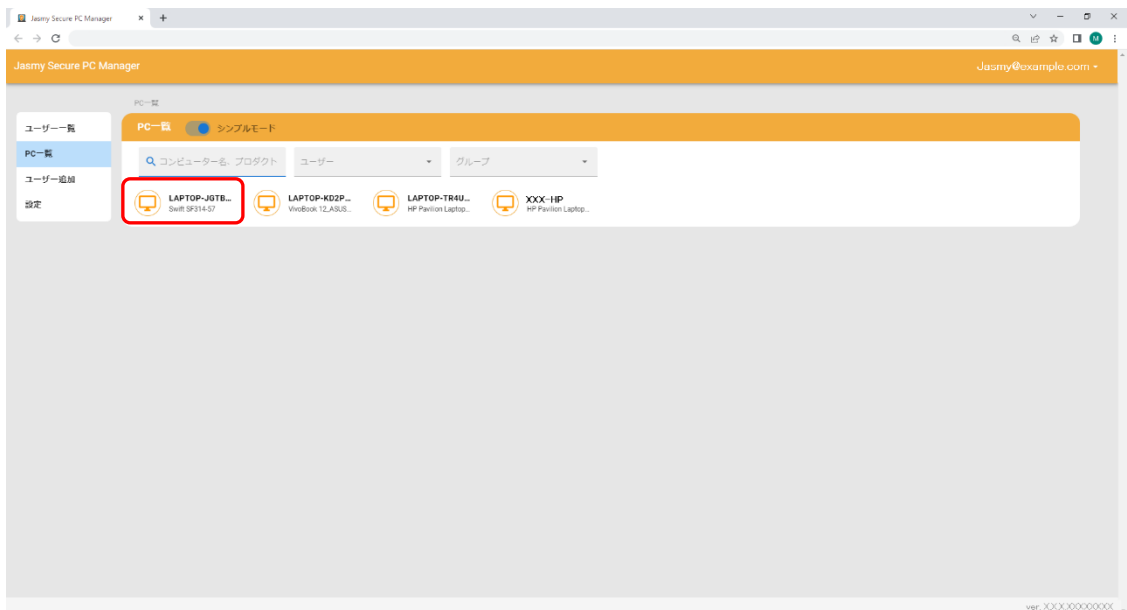 Jasmy Secure PC Manager
Jasmy Secure PC Manager
Jasmy@example.com
PC一覧
ユーザー一覧
PC一覧
ユーザー追加
設定
PC一覧 シンプルモード
コンピューター名, プロダクト ユーザー グループ
LAPTOP-JGTB... LAPTOP-KD2P... LAPTOP-TR4U... XXX-HP
Swift SF314-57 VivoBook 12_ASUS... HP Pavilion Laptop... HP Pavilion Laptop...
M
ver. XXXXXXXXXXX